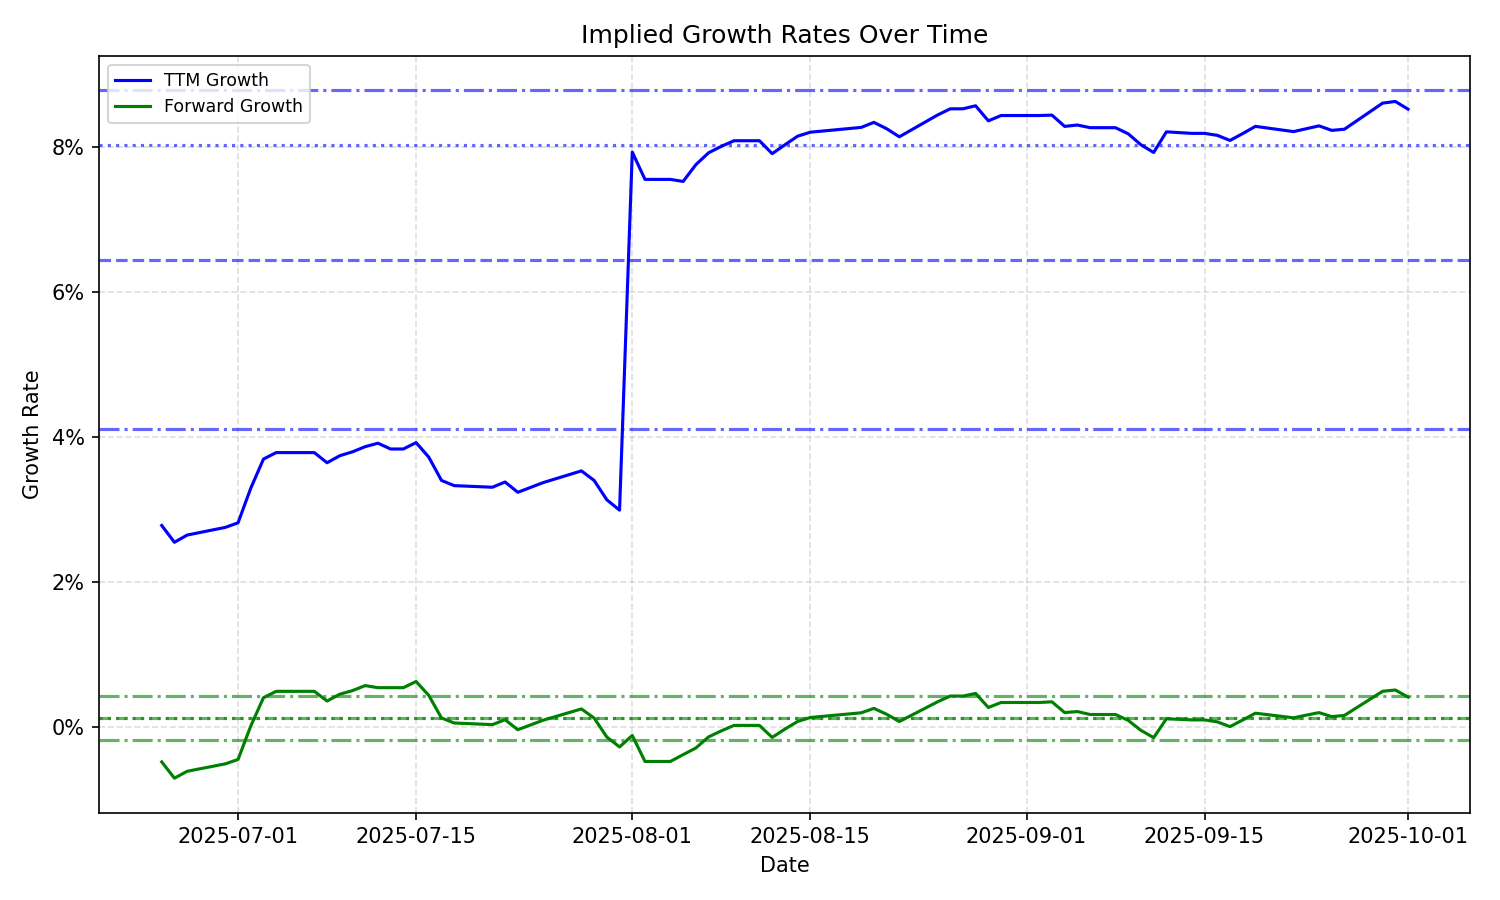 Implied Growth Rates Over Time
TTM Growth
Forward Growth
8%
6%
4%
2%
0%
Growth Rate
2025-07-01 2025-07-15 2025-08-01 2025-08-15 2025-09-01 2025-09-15 2025-10-01
Date